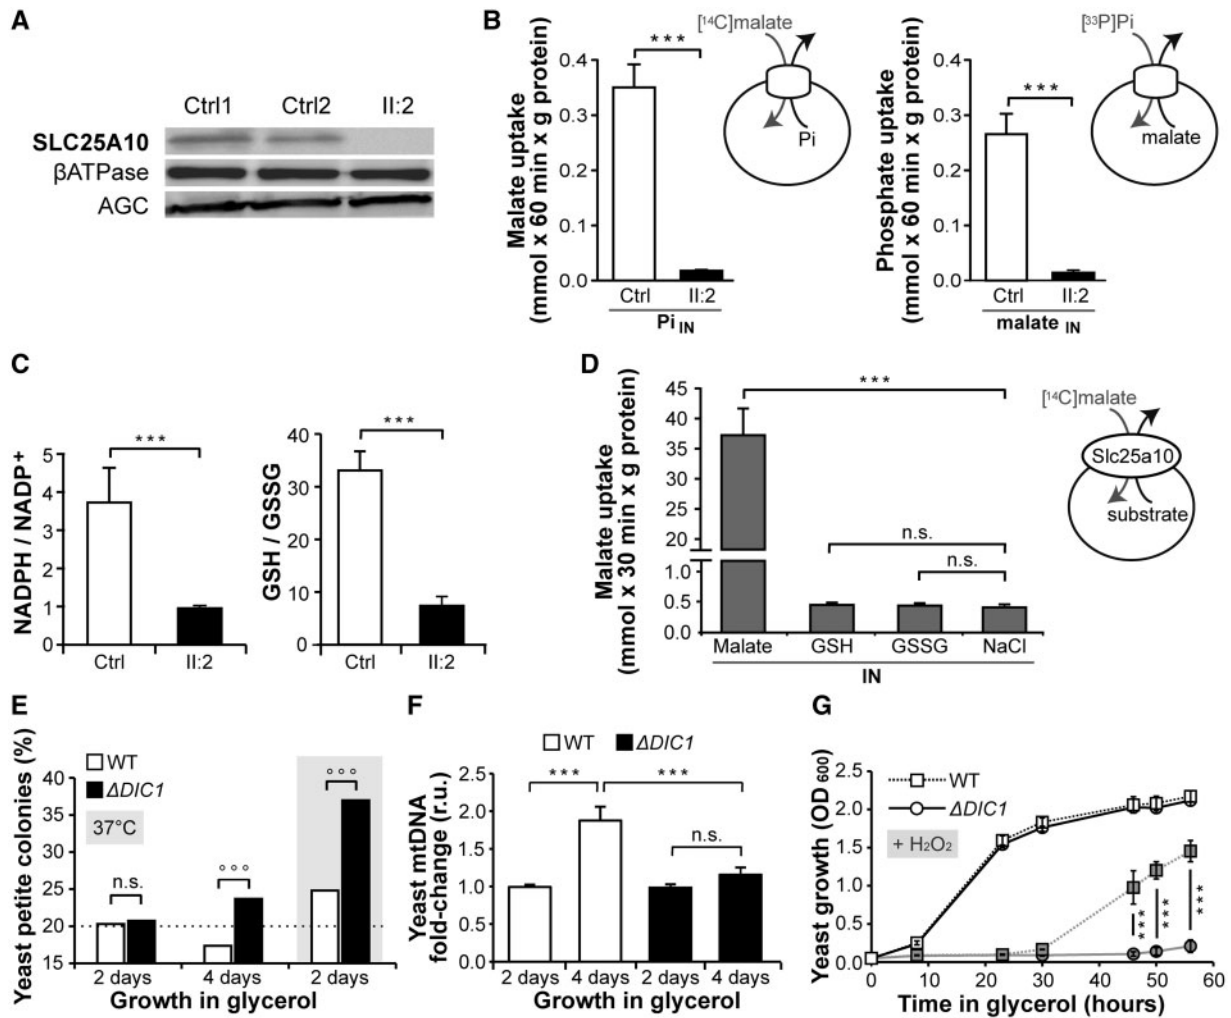 A
Ctrl1 Ctrl2 II:2
SLC25A10
βATPase
AGC
B
Malate uptake
(mmol x 60 min x g protein)
0.4
0.3
0.2
0.1
0.0
***
Ctrl II:2
Pi IN
[¹⁴C]malate
Pi
Phosphate uptake
(mmol x 60 min x g protein)
0.4
0.3
0.2
0.1
0.0
***
Ctrl II:2
malate IN
[³³P]Pi
malate
C
NADPH / NADP⁺
5
4
3
2
1
0
***
Ctrl II:2
GSH / GSSG
40
30
20
10
0
***
Ctrl II:2
D
Malate uptake
(mmol x 30 min x g protein)
45
40
35
30
25
20
1.0
0.5
0.0
***
n.s.
n.s.
Malate GSH GSSG NaCl
IN
[¹⁴C]malate
Slc25a10
substrate
E
Yeast petite colonies (%)
40
35
30
25
20
15
WT
ΔDIC1
37°C
n.s.
°°°
°°°
2 days 4 days 2 days
Growth in glycerol
F
WT ΔDIC1
Yeast mtDNA
fold-change (r.u.)
2.5
2.0
1.5
1.0
0.5
0.0
*** ***
n.s.
2 days 4 days 2 days 4 days
Growth in glycerol
G
Yeast growth (OD₆₀₀)
2.5
2.0
1.5
1.0
0.5
0.0
WT
ΔDIC1
+ H₂O₂
***
***
***
0 10 20 30 40 50 60
Time in glycerol (hours)